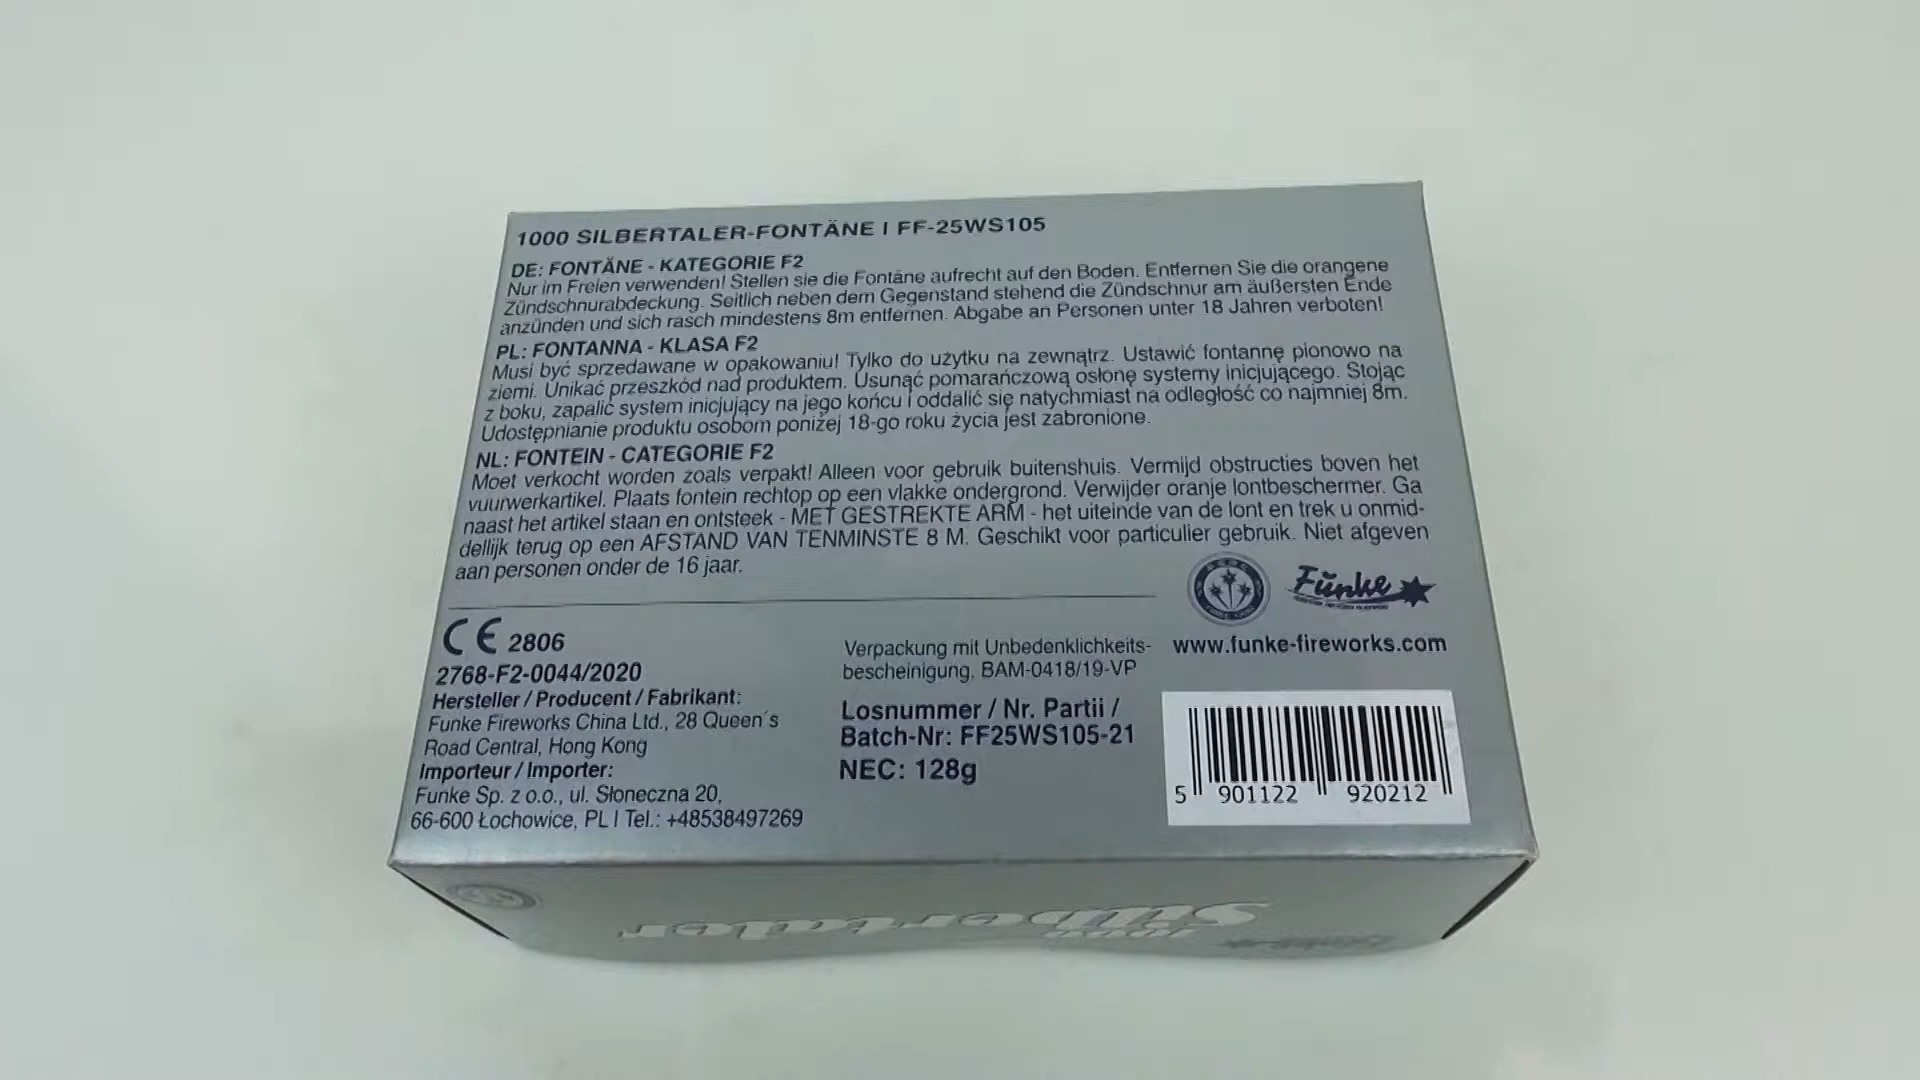 1000 SILBERTALER-FONTÄNE I FF-25WS105
DE: FONTÄNE - KATEGORIE F2
Nur im Freien verwenden! Stellen sie die Fontäne aufrecht auf den Boden. Entfernen Sie die orangene
Zündschnurabdeckung. Seitlich neben dem Gegenstand stehend die Zündschnur am äußersten Ende
anzünden und sich rasch mindestens 8m entfernen. Abgabe an Personen unter 18 Jahren verboten!
PL: FONTANNA - KLASA F2
Musi być sprzedawane w opakowaniu! Tylko do użytku na zewnątrz. Ustawić fontannę pionowo na
ziemi. Unikać przeszkód nad produktem. Usunąć pomarańczową osłonę systemy inicjującego. Stojąc
z boku, zapalić system inicjujący na jego końcu i oddalić się natychmiast na odległość co najmniej 8m.
Udostępnianie produktu osobom poniżej 18-go roku życia jest zabronione.
NL: FONTEIN - CATEGORIE F2
Moet verkocht worden zoals verpakt! Alleen voor gebruik buitenshuis. Vermijd obstructies boven het
vuurwerkartikel. Plaats fontein rechtop op een vlakke ondergrond. Verwijder oranje lontbeschermer. Ga
naast het artikel staan en ontsteek - MET GESTREKTE ARM - het uiteinde van de lont en trek u onmid-
dellijk terug op een AFSTAND VAN TENMINSTE 8 M. Geschikt voor particulier gebruik. Niet afgeven
aan personen onder de 16 jaar.
Funke
www.funke-fireworks.com
CE 2806
2768-F2-0044/2020
Hersteller / Producent / Fabrikant:
Funke Fireworks China Ltd., 28 Queen´s
Road Central, Hong Kong
Importeur / Importer:
Funke Sp. z o.o., ul. Słoneczna 20,
66-600 Łochowice, PL I Tel.: +48538497269
Verpackung mit Unbedenklichkeits-
bescheinigung, BAM-0418/19-VP
Losnummer / Nr. Partii /
Batch-Nr: FF25WS105-21
NEC: 128g
5 901122 920212
1000
Silbertaler